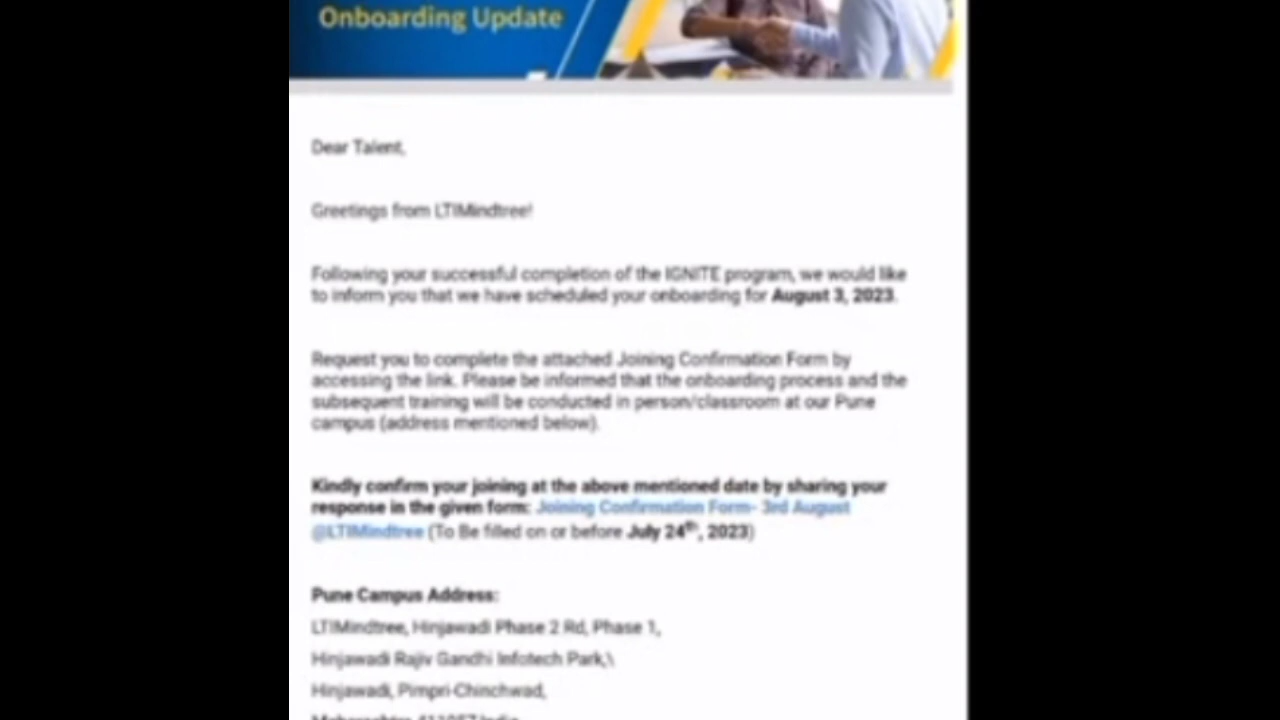 Onboarding Update
Dear Talent,
Greetings from LTIMindtree!
Following your successful completion of the IGNITE program, we would like
to inform you that we have scheduled your onboarding for August 3, 2023.
Request you to complete the attached Joining Confirmation Form by
accessing the link. Please be informed that the onboarding process and the
subsequent training will be conducted in person/classroom at our Pune
campus (address mentioned below).
Kindly confirm your joining at the above mentioned date by sharing your
response in the given form: Joining Confirmation Form- 3rd August
@LTIMindtree (To Be filled on or before July 24th, 2023)
Pune Campus Address:
LTIMindtree, Hinjawadi Phase 2 Rd, Phase 1,
Hinjawadi Rajiv Gandhi Infotech Park,\
Hinjawadi, Pimpri-Chinchwad,
Maharashtra 411057 India